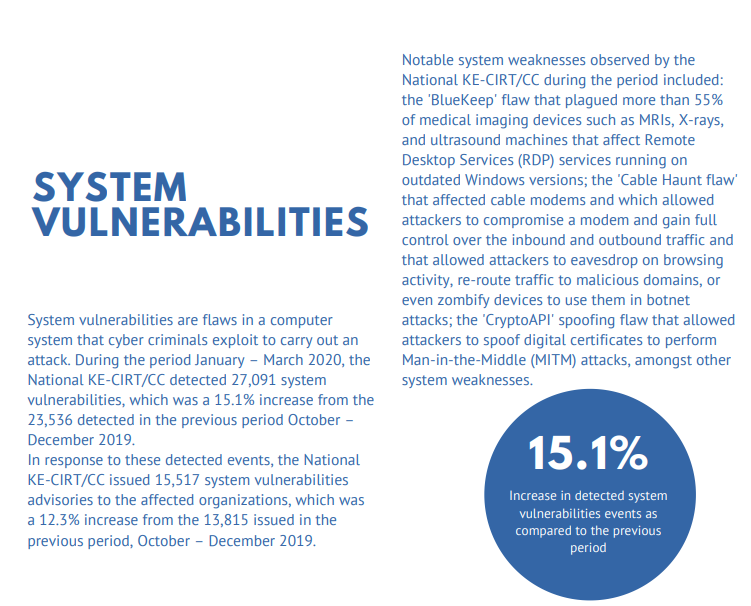 SYSTEM
VULNERABILITIES
System vulnerabilities are flaws in a computer
system that cyber criminals exploit to carry out an
attack. During the period January – March 2020, the
National KE-CIRT/CC detected 27,091 system
vulnerabilities, which was a 15.1% increase from the
23,536 detected in the previous period October –
December 2019.
In response to these detected events, the National
KE-CIRT/CC issued 15,517 system vulnerabilities
advisories to the affected organizations, which was
a 12.3% increase from the 13,815 issued in the
previous period, October – December 2019.
Notable system weaknesses observed by the
National KE-CIRT/CC during the period included:
the 'BlueKeep' flaw that plagued more than 55%
of medical imaging devices such as MRIs, X-rays,
and ultrasound machines that affect Remote
Desktop Services (RDP) services running on
outdated Windows versions; the 'Cable Haunt flaw'
that affected cable modems and which allowed
attackers to compromise a modem and gain full
control over the inbound and outbound traffic and
that allowed attackers to eavesdrop on browsing
activity, re-route traffic to malicious domains, or
even zombify devices to use them in botnet
attacks; the 'CryptoAPI' spoofing flaw that allowed
attackers to spoof digital certificates to perform
Man-in-the-Middle (MITM) attacks, amongst other
system weaknesses.
15.1%
Increase in detected system
vulnerabilities events as
compared to the previous
period